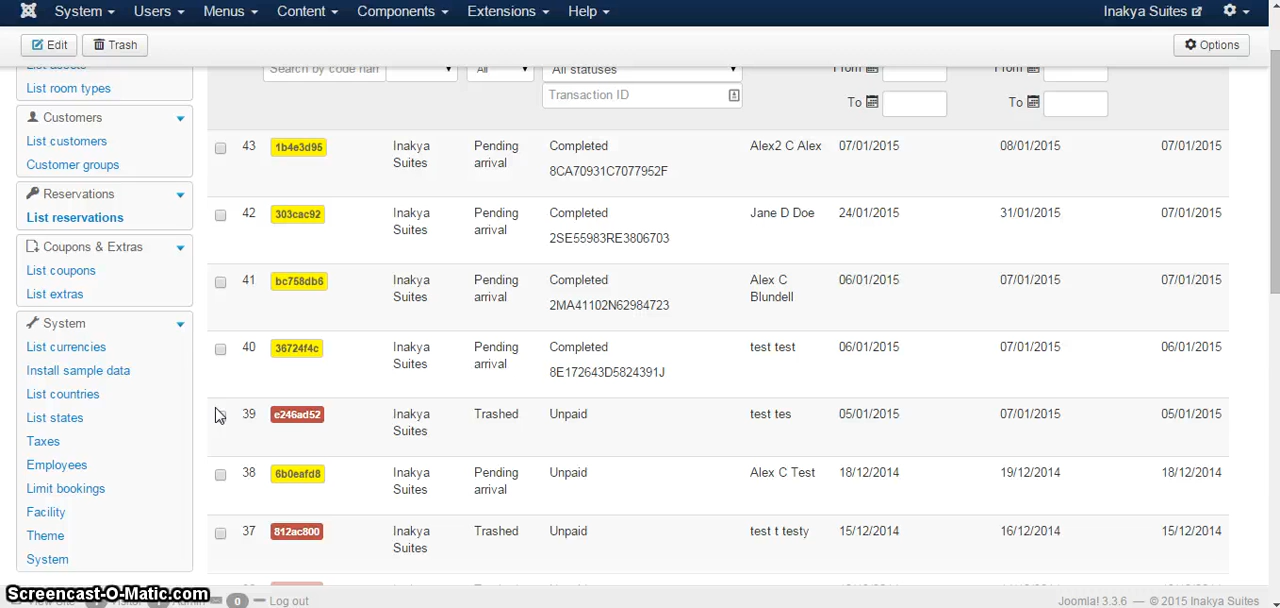 System Users Menus Content Components Extensions Help Inakya Suites
Edit Trash Options
List assets
List room types
Customers
List customers
Customer groups
Reservations
List reservations
Coupons & Extras
List coupons
List extras
System
List currencies
Install sample data
List countries
List states
Taxes
Employees
Limit bookings
Facility
Theme
System
Search by code nam All All statuses From From
Transaction ID To To
43 1b4e3d95 Inakya Suites Pending arrival Completed 8CA70931C7077952F Alex2 C Alex 07/01/2015 08/01/2015 07/01/2015
42 303cac92 Inakya Suites Pending arrival Completed 2SE55983RE3806703 Jane D Doe 24/01/2015 31/01/2015 07/01/2015
41 bc758db6 Inakya Suites Pending arrival Completed 2MA41102N62984723 Alex C Blundell 06/01/2015 07/01/2015 07/01/2015
40 36724f4c Inakya Suites Pending arrival Completed 8E172643D5824391J test test 06/01/2015 07/01/2015 06/01/2015
39 e246ad52 Inakya Suites Trashed Unpaid test tes 05/01/2015 07/01/2015 05/01/2015
38 6b0eafd8 Inakya Suites Pending arrival Unpaid Alex C Test 18/12/2014 19/12/2014 18/12/2014
37 812ac800 Inakya Suites Trashed Unpaid test t testy 15/12/2014 16/12/2014 15/12/2014
Screencast-O-Matic.com
0 Log out Joomla! 3.3.6 — © 2015 Inakya Suites